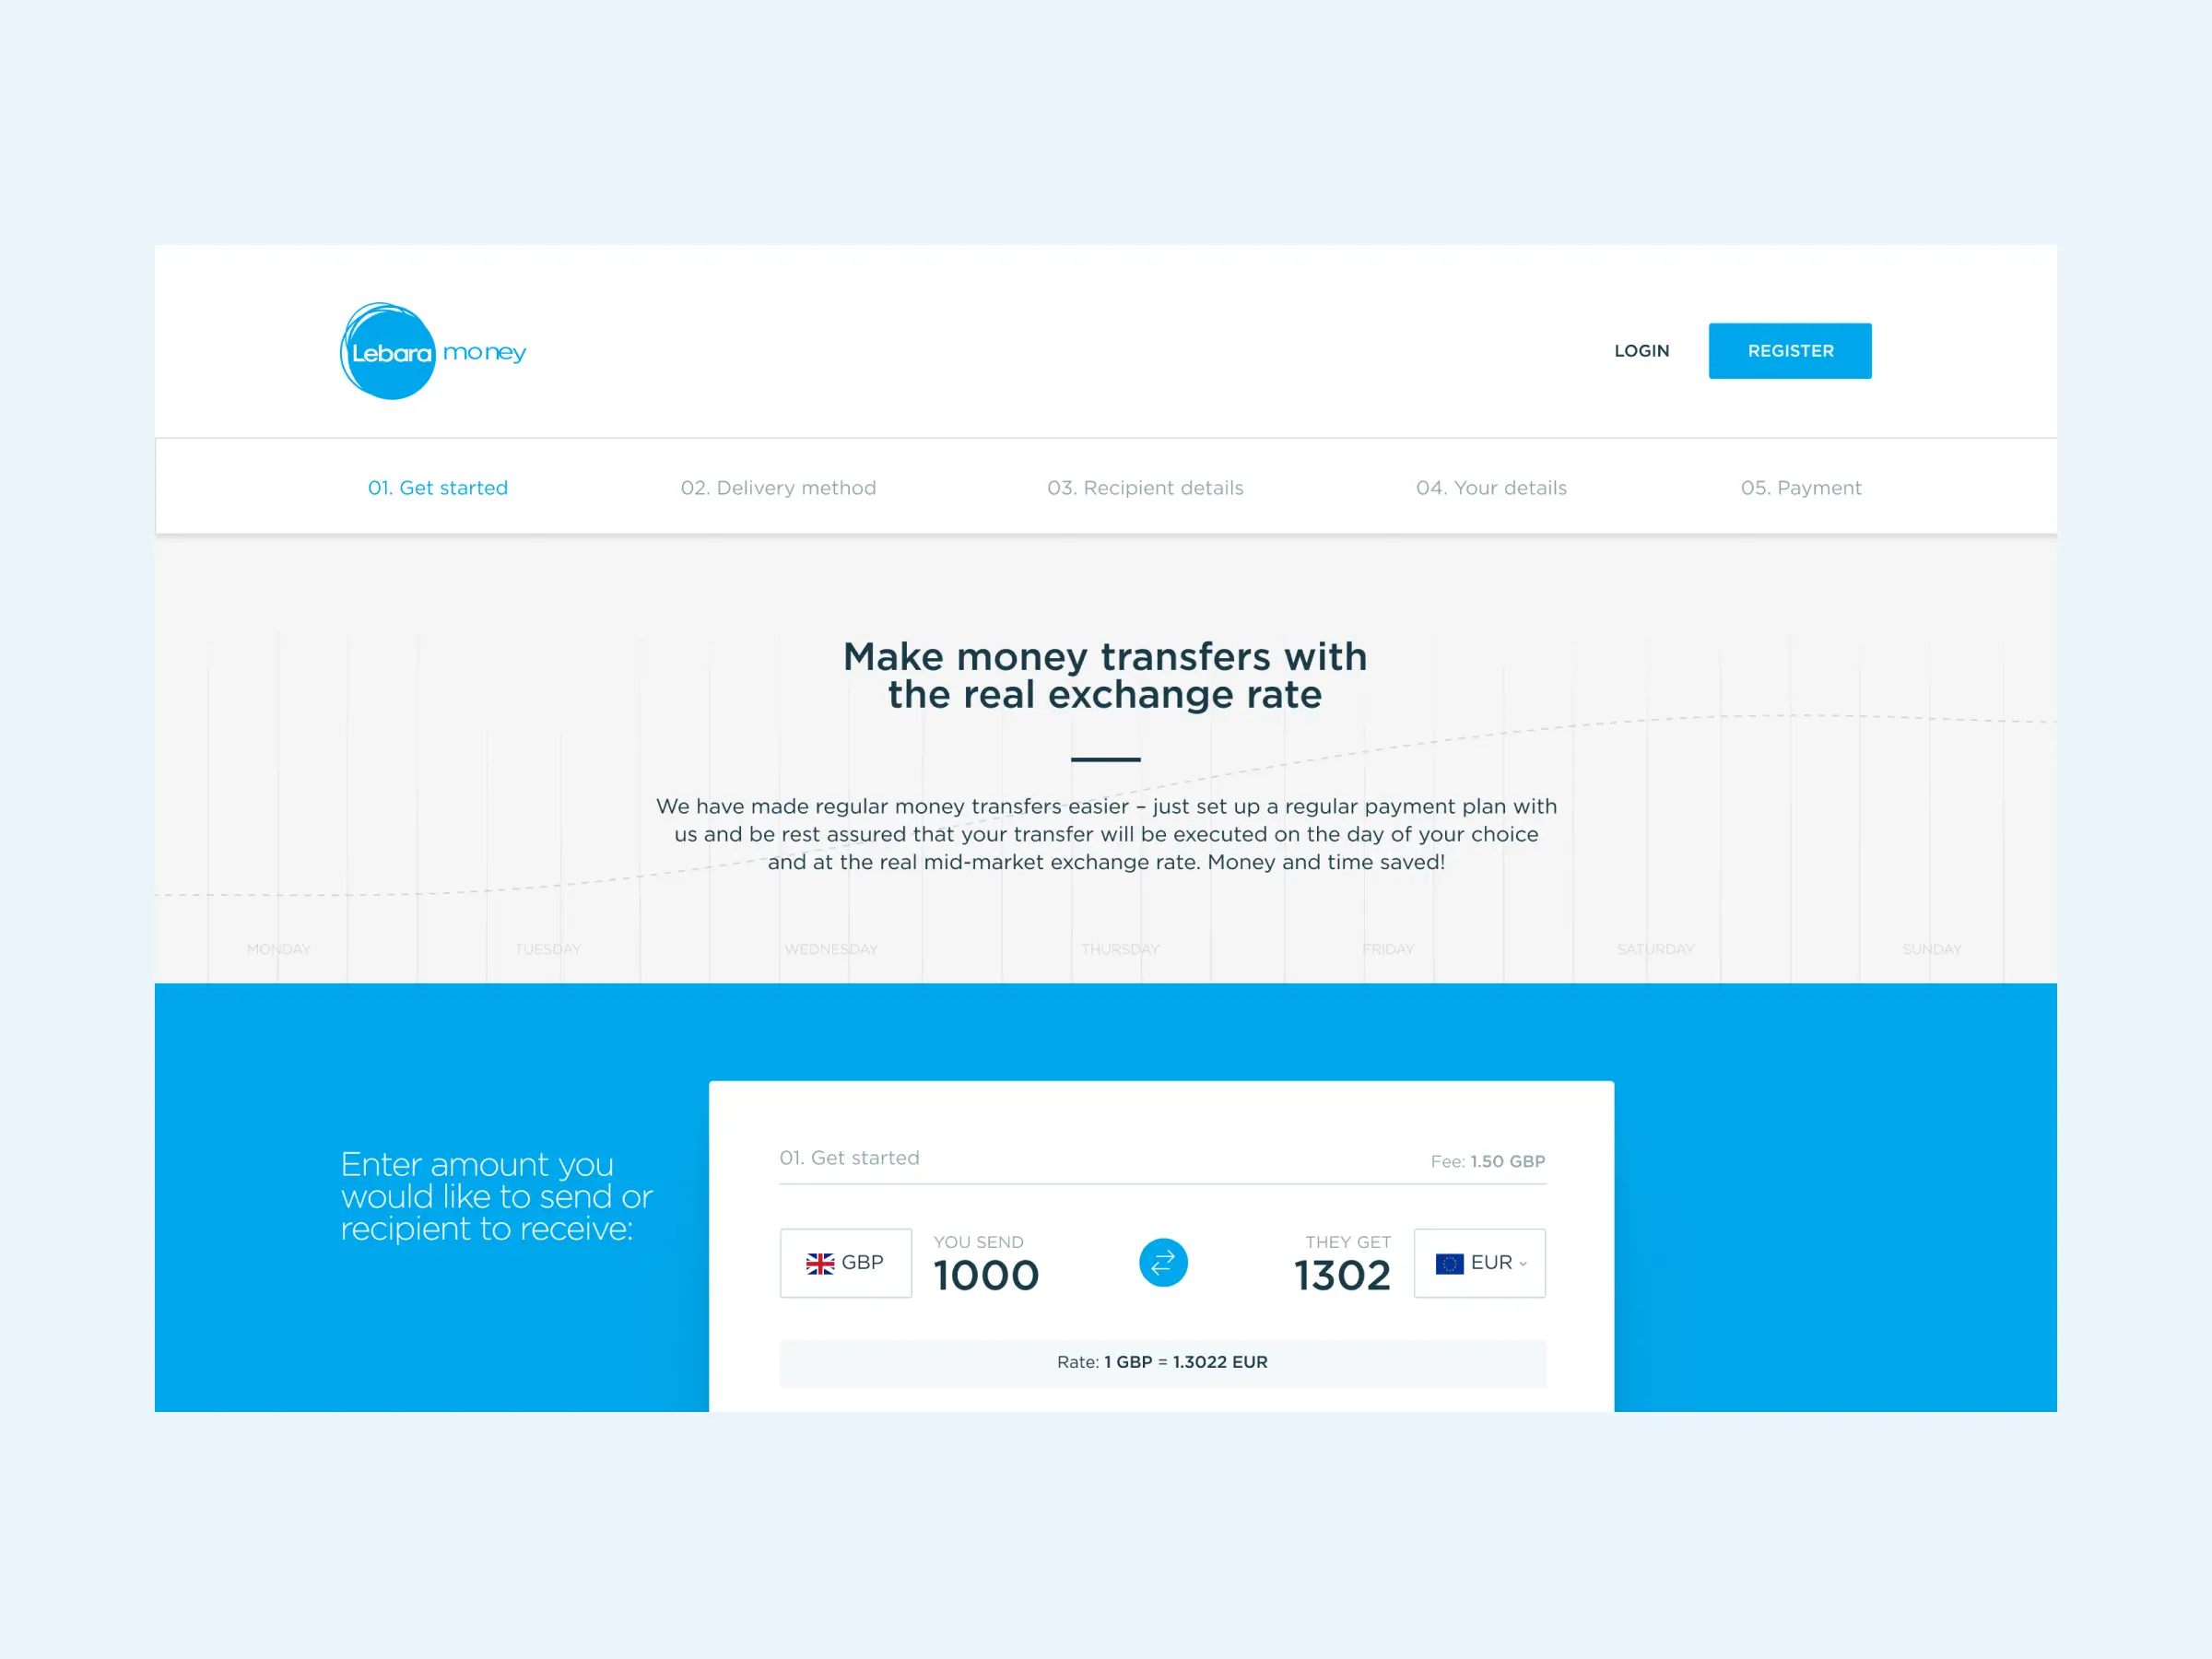 Lebara money
LOGIN
REGISTER
01. Get started
02. Delivery method
03. Recipient details
04. Your details
05. Payment
Make money transfers with
the real exchange rate
We have made regular money transfers easier – just set up a regular payment plan with
us and be rest assured that your transfer will be executed on the day of your choice
and at the real mid-market exchange rate. Money and time saved!
MONDAY
TUESDAY
WEDNESDAY
THURSDAY
FRIDAY
SATURDAY
SUNDAY
Enter amount you
would like to send or
recipient to receive:
01. Get started
Fee: 1.50 GBP
GBP
YOU SEND
1000
THEY GET
1302
EUR
Rate: 1 GBP = 1.3022 EUR